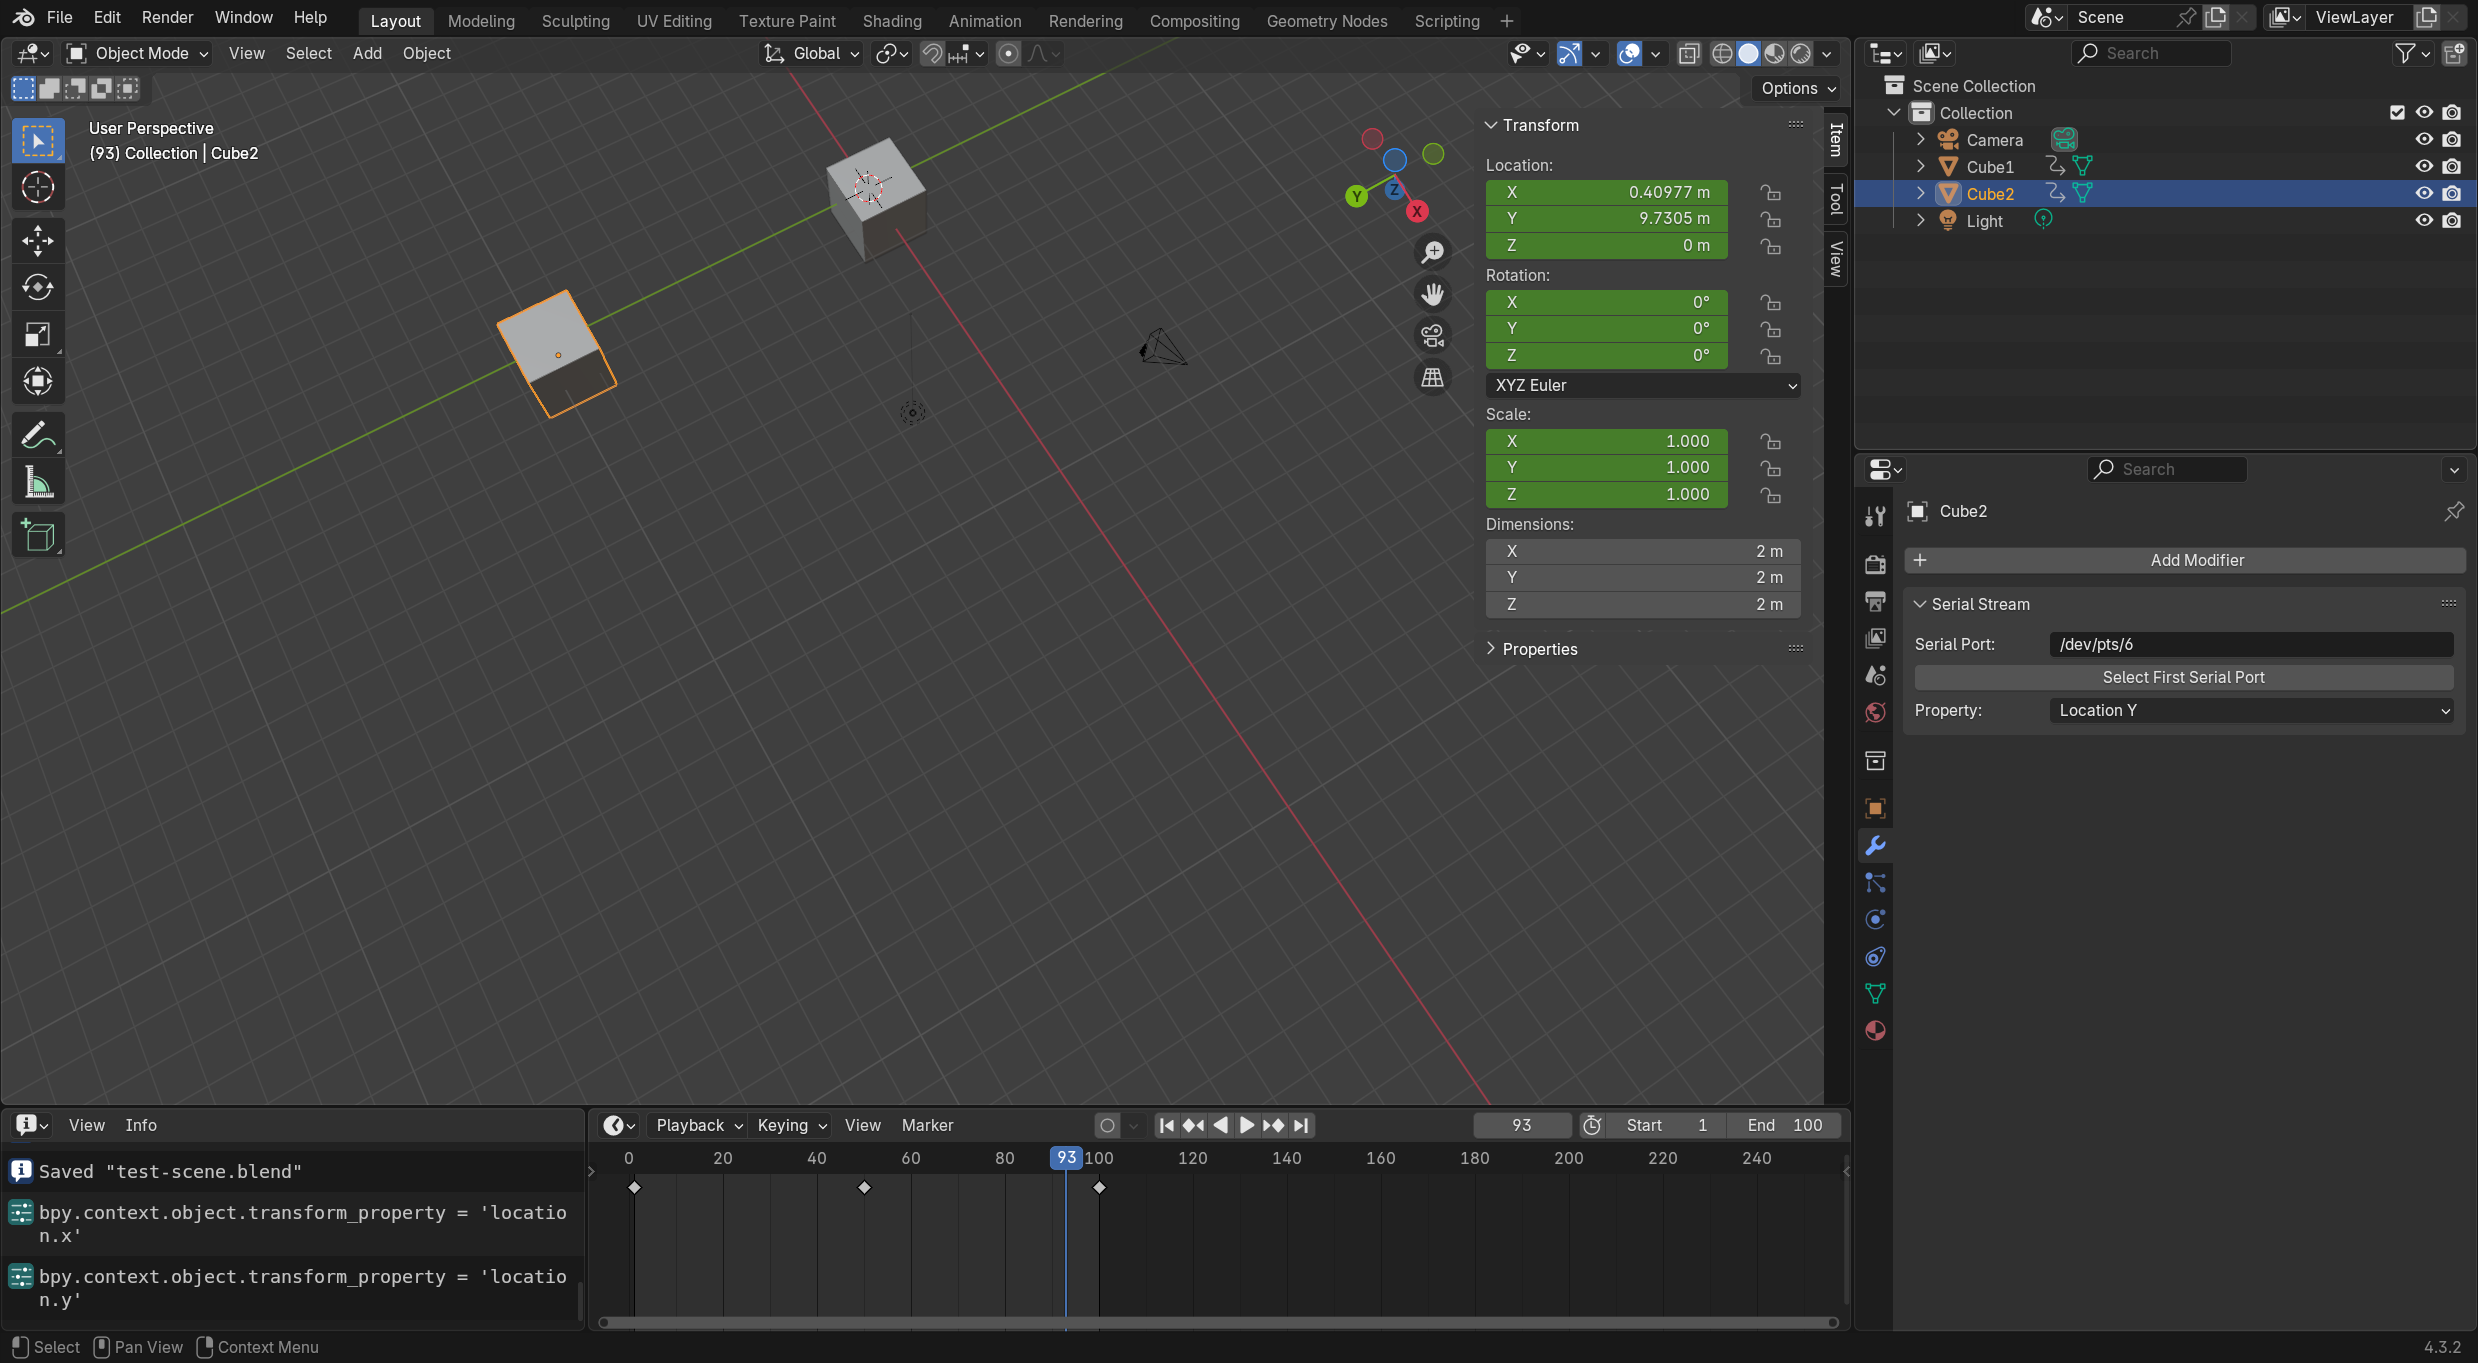 File Edit Render Window Help Layout Modeling Sculpting UV Editing Texture Paint Shading Animation Rendering Compositing Geometry Nodes Scripting + Scene ViewLayer
Object Mode View Select Add Object Global
Options
User Perspective
(93) Collection | Cube2
Y Z X
Transform
Location:
X 0.40977 m
Y 9.7305 m
Z 0 m
Rotation:
X 0°
Y 0°
Z 0°
XYZ Euler
Scale:
X 1.000
Y 1.000
Z 1.000
Dimensions:
X 2 m
Y 2 m
Z 2 m
Properties
Item
Tool
View
Search
Scene Collection
Collection
Camera
Cube1
Cube2
Light
Search
Cube2
+ Add Modifier
Serial Stream
Serial Port: /dev/pts/6
Select First Serial Port
Property: Location Y
View Info
Saved "test-scene.blend"
bpy.context.object.transform_property = 'locatio
n.x'
bpy.context.object.transform_property = 'locatio
n.y'
Playback Keying View Marker 93 Start 1 End 100
0 20 40 60 80 93 100 120 140 160 180 200 220 240
Select Pan View Context Menu 4.3.2